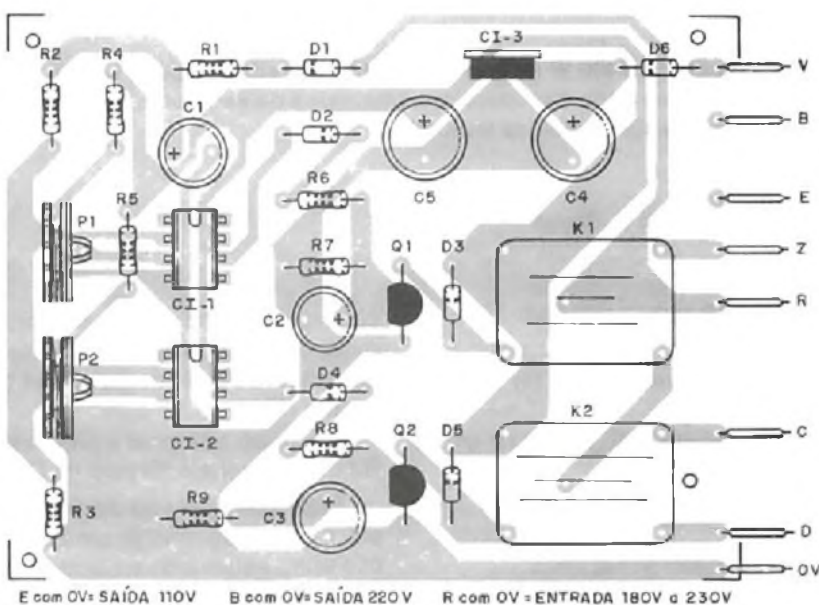 R2
R4
R1
D1
CI-3
D6
V
C1
D2
B
R6
C5
C4
E
R5
P1
K1
Z
R7
Q1
D3
R
CI-1
C2
P2
D4
K2
CI-2
R8
Q2
D5
C
R3
R9
C3
D
0V
E com 0V= SAÍDA 110V B com 0V= SAÍDA 220V R com 0V = ENTRADA 180V a 230V